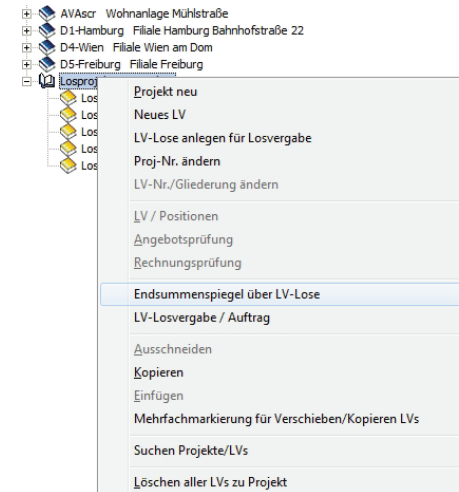 AVAscr Wohnanlage Mühlstraße
D1-Hamburg Filiale Hamburg Bahnhofstraße 22
D4-Wien Filiale Wien am Dom
D5-Freiburg Filiale Freiburg
Los
Los
Los
Los
Los
Projekt neu
Neues LV
LV-Lose anlegen für Losvergabe
Proj-Nr. ändern
LV-Nr./Gliederung ändern
LV / Positionen
Angebotsprüfung
Rechnungsprüfung
Endsummenspiegel über LV-Lose
LV-Losvergabe / Auftrag
Ausschneiden
Kopieren
Einfügen
Mehrfachmarkierung für Verschieben/Kopieren LVs
Suchen Projekte/LVs
Löschen aller LVs zu Projekt